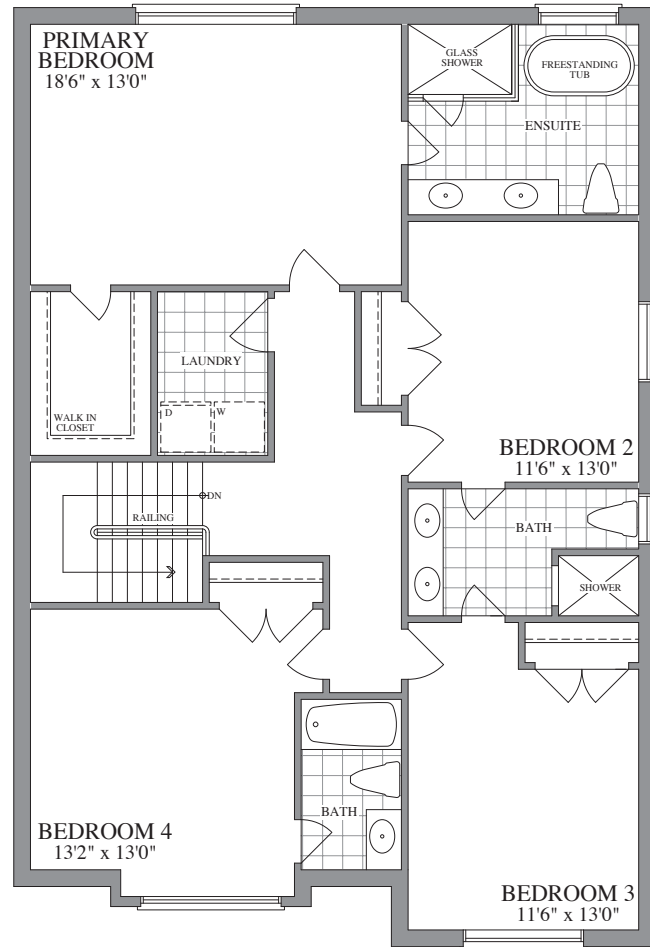 PRIMARY
BEDROOM
18'6" x 13'0"
GLASS
SHOWER
FREESTANDING
TUB
ENSUITE
LAUNDRY
D
W
WALK IN
CLOSET
BEDROOM 2
11'6" x 13'0"
DN
RAILING
BATH
SHOWER
BATH
BEDROOM 4
13'2" x 13'0"
BEDROOM 3
11'6" x 13'0"